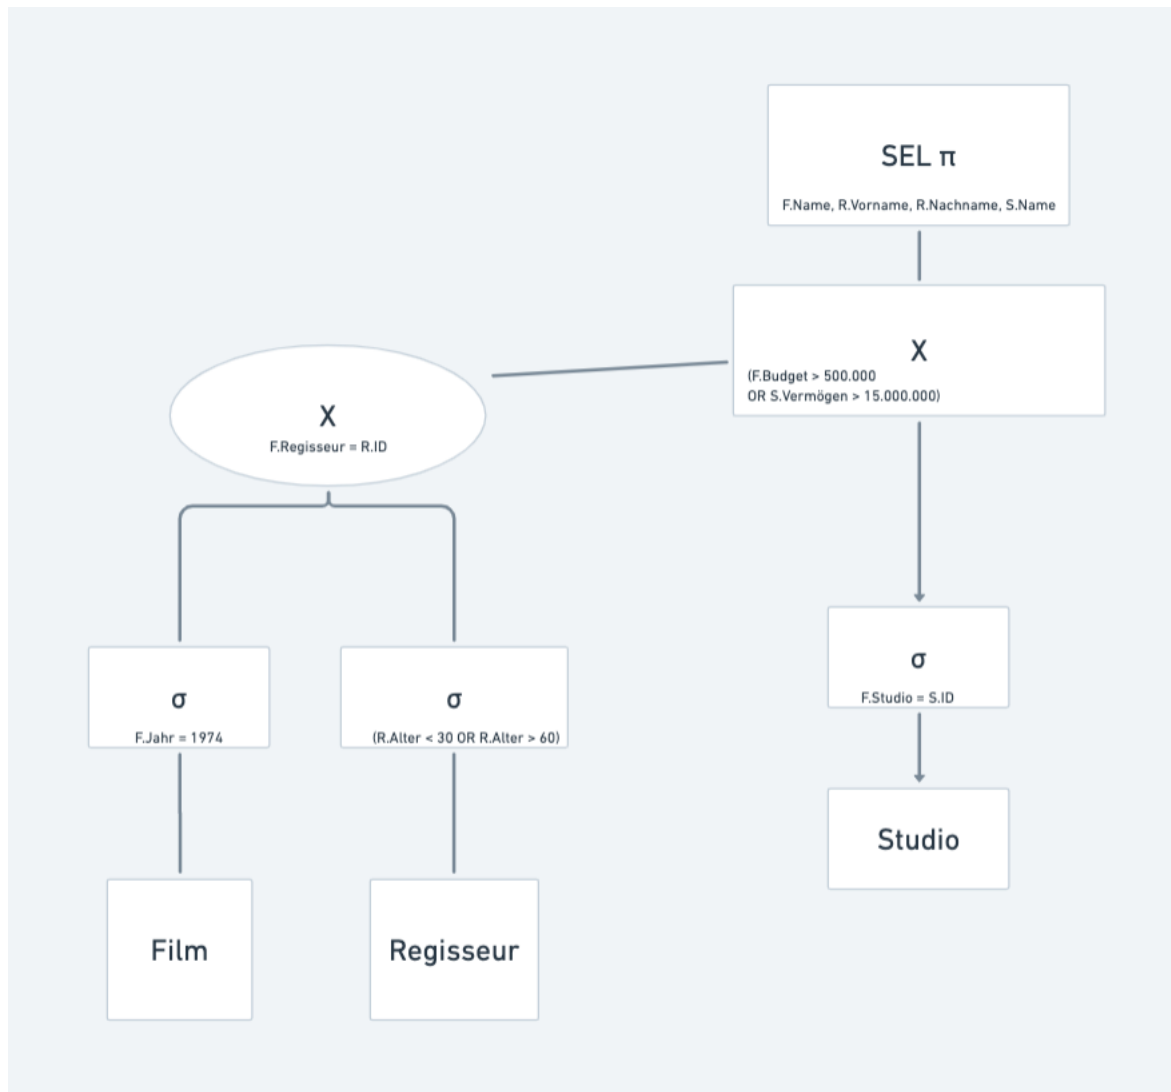 SEL π
F.Name, R.Vorname, R.Nachname, S.Name
X
(F.Budget > 500.000
OR S.Vermögen > 15.000.000)
X
F.Regisseur = R.ID
σ
F.Studio = S.ID
σ
F.Jahr = 1974
σ
(R.Alter < 30 OR R.Alter > 60)
Studio
Film
Regisseur